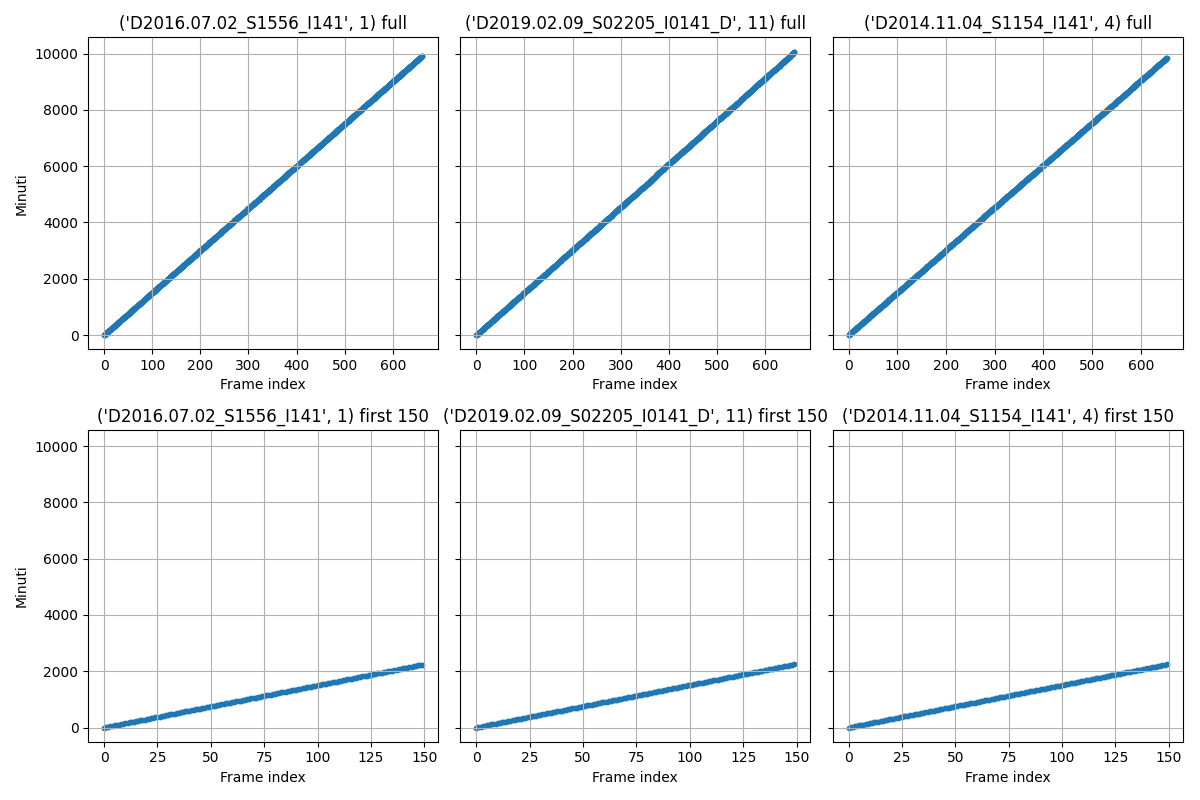 ('D2016.07.02_S1556_I141', 1) full
('D2019.02.09_S02205_I0141_D', 11) full
('D2014.11.04_S1154_I141', 4) full
10000
8000
6000
4000
2000
0
Minuti
0 100 200 300 400 500 600
0 100 200 300 400 500 600
0 100 200 300 400 500 600
Frame index
Frame index
Frame index
('D2016.07.02_S1556_I141', 1) first 150
('D2019.02.09_S02205_I0141_D', 11) first 150
('D2014.11.04_S1154_I141', 4) first 150
10000
8000
6000
4000
2000
0
Minuti
0 25 50 75 100 125 150
0 25 50 75 100 125 150
0 25 50 75 100 125 150
Frame index
Frame index
Frame index